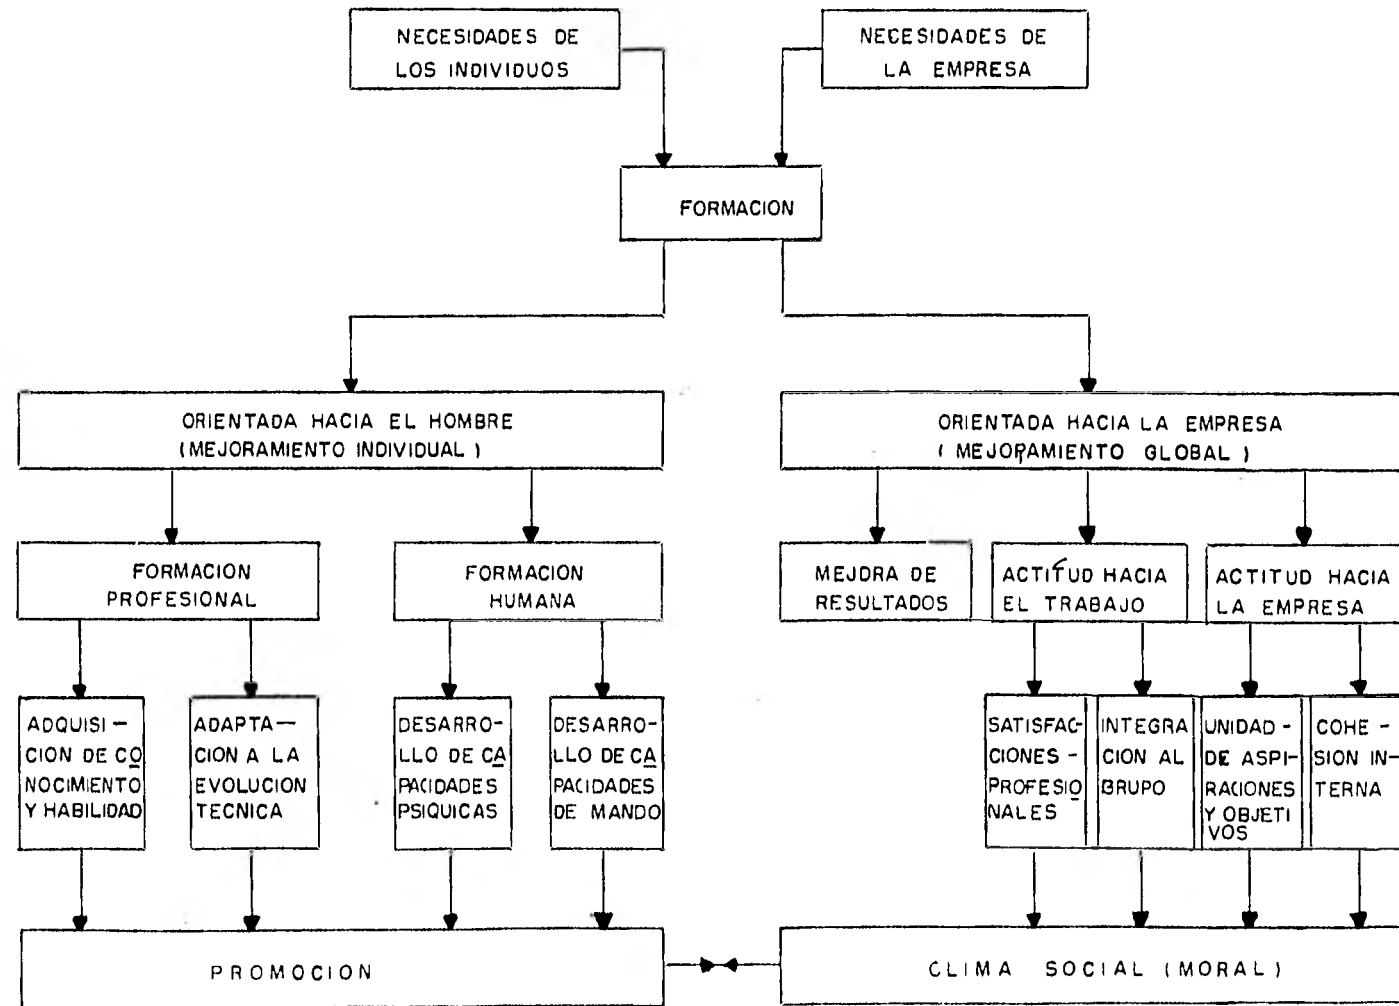 NECESIDADES DE
LOS INDIVIDUOS
NECESIDADES DE
LA EMPRESA
FORMACION
ORIENTADA HACIA EL HOMBRE
(MEJORAMIENTO INDIVIDUAL)
ORIENTADA HACIA LA EMPRESA
(MEJORAMIENTO GLOBAL)
FORMACION
PROFESIONAL
FORMACION
HUMANA
MEJORA DE
RESULTADOS
ACTITUD HACIA
EL TRABAJO
ACTITUD HACIA
LA EMPRESA
ADQUISI-
CION DE CO
NOCIMIENTO
Y HABILIDAD
ADAPTA-
CION A LA
EVOLUCION
TECNICA
DESARRO-
LLO DE CA
PACIDADES
PSIQUICAS
DESARRO-
LLO DE CA
PACIDADES
DE MANDO
SATISFAC-
CIONES -
PROFESIO
NALES
INTEGRA
CION AL
BRUPO
UNIDAD -
DE ASPI-
RACIONES
Y OBJETI
VOS
COHE -
SION IN-
TERNA
PROMOCION
CLIMA SOCIAL (MORAL)